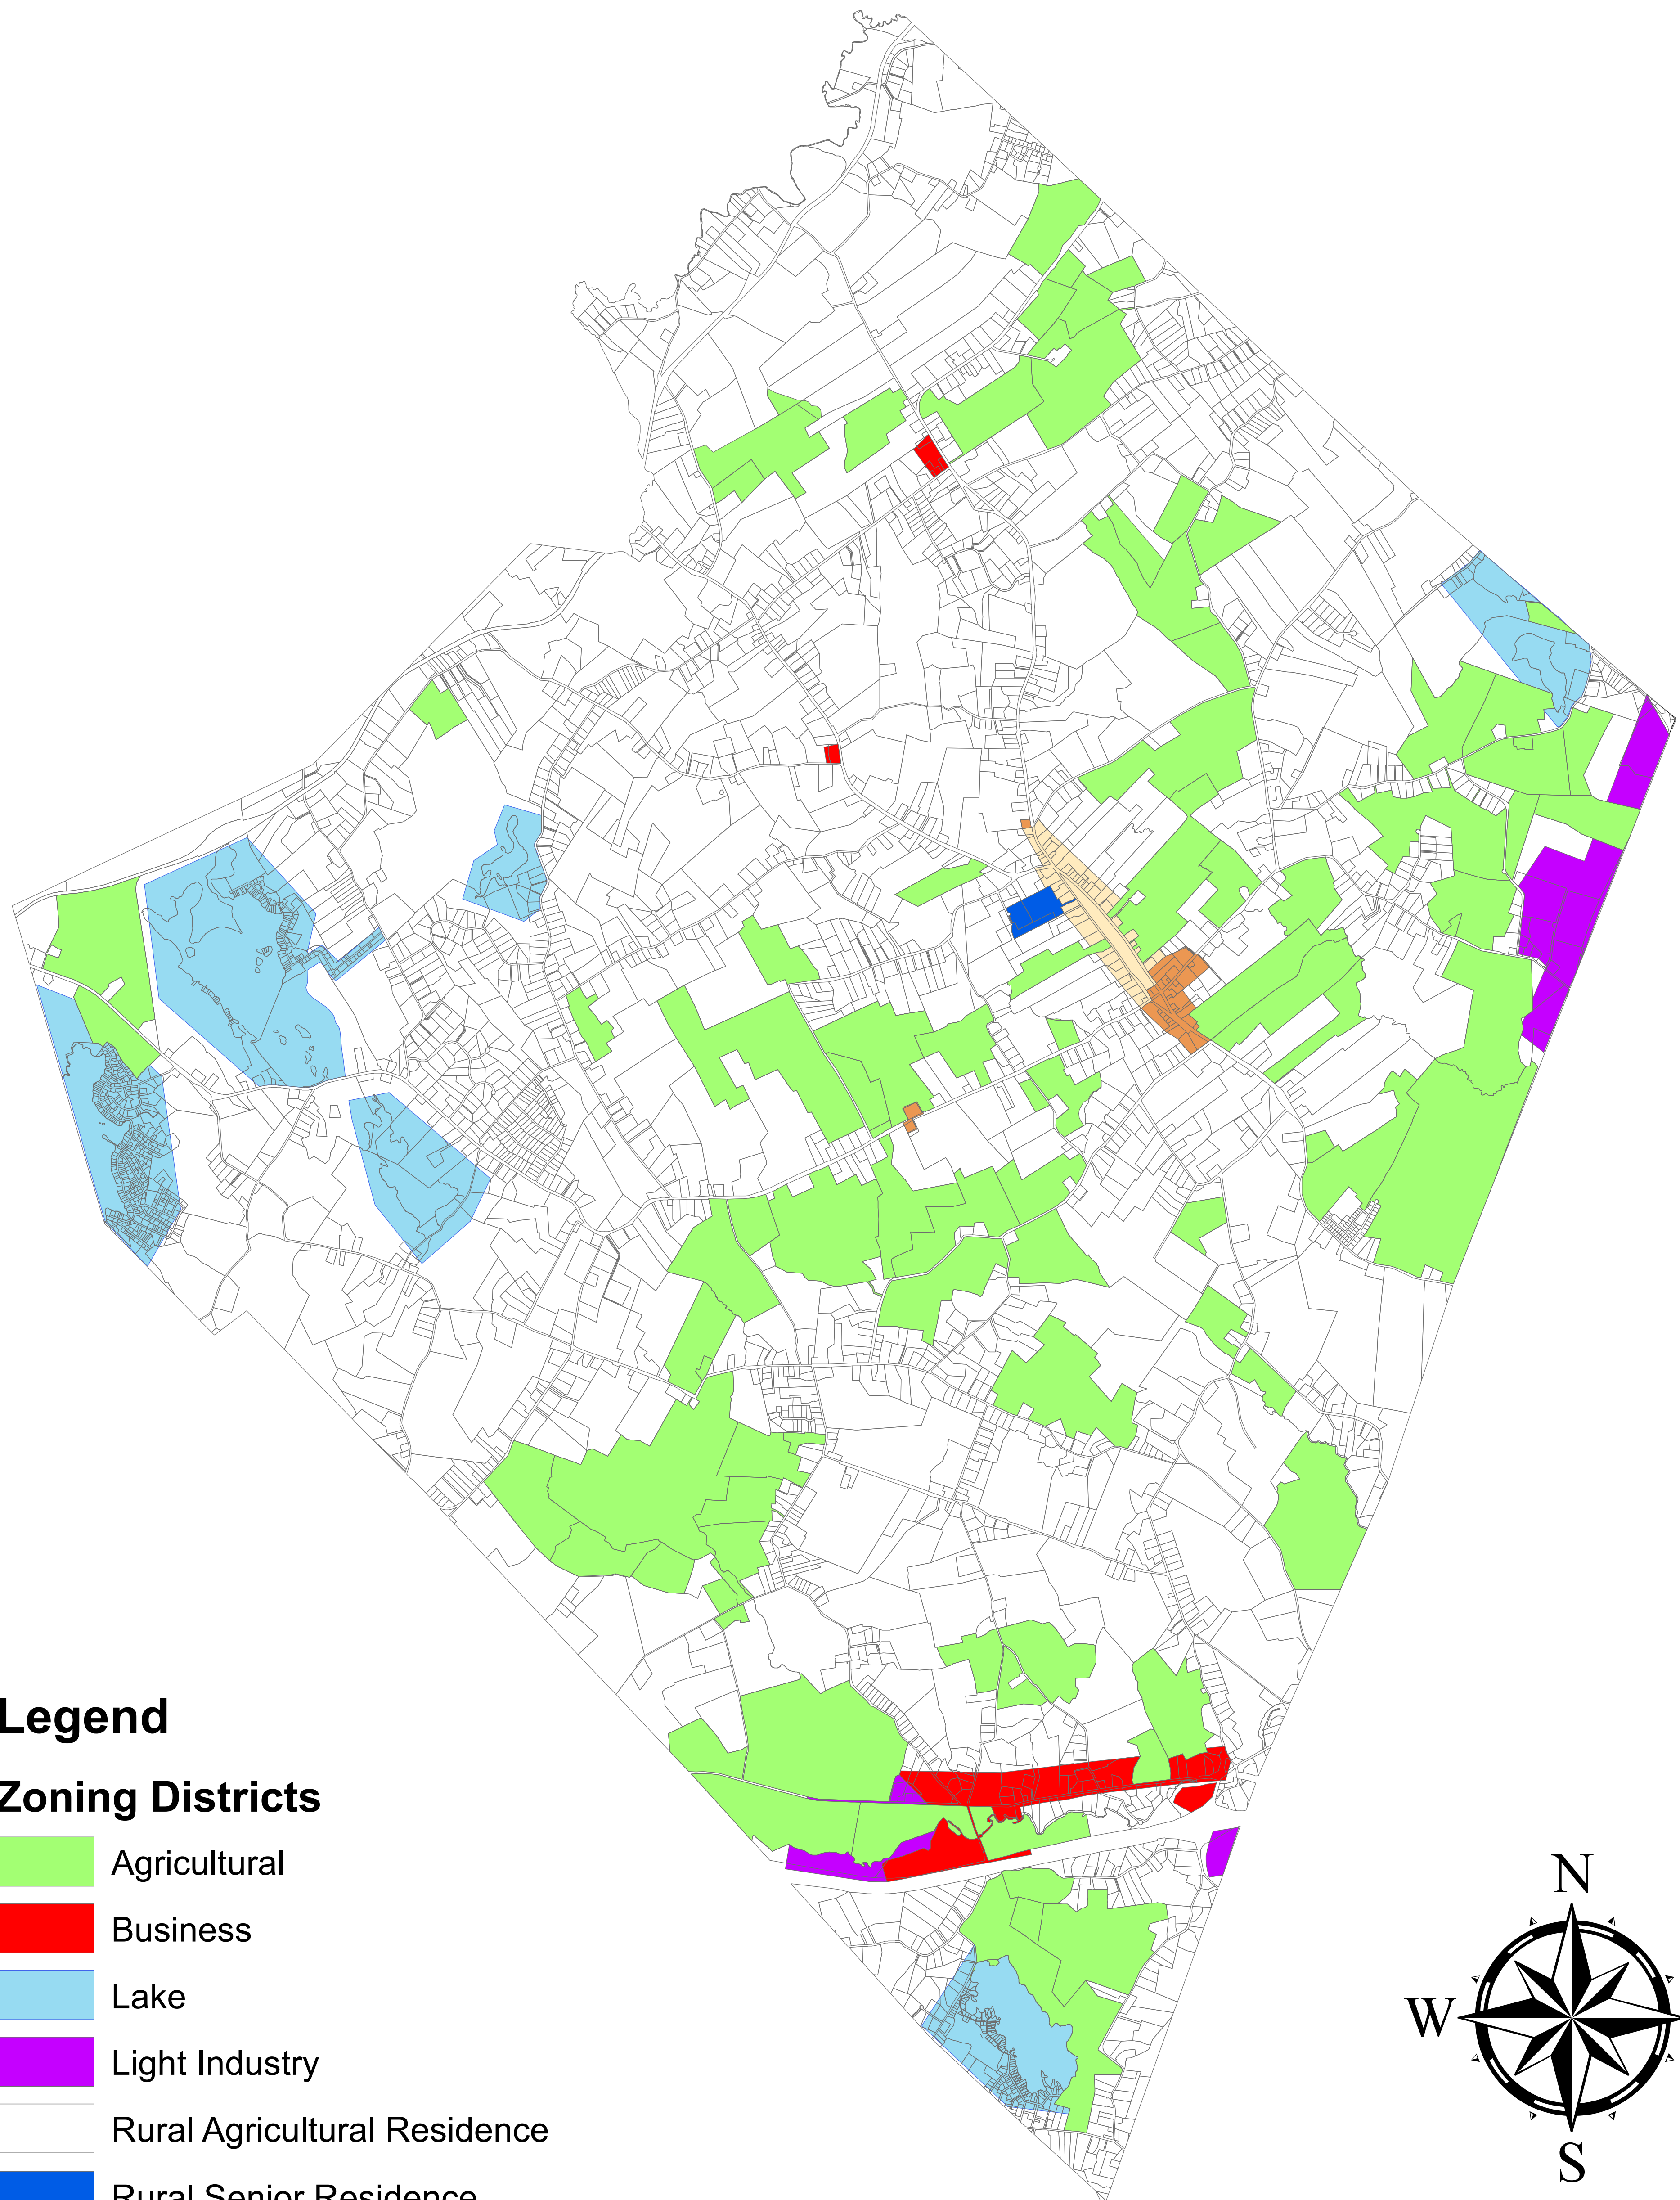 Legend
Zoning Districts
Agricultural
Business
Lake
Light Industry
Rural Agricultural Residence
Rural Senior Residence
N
W
S